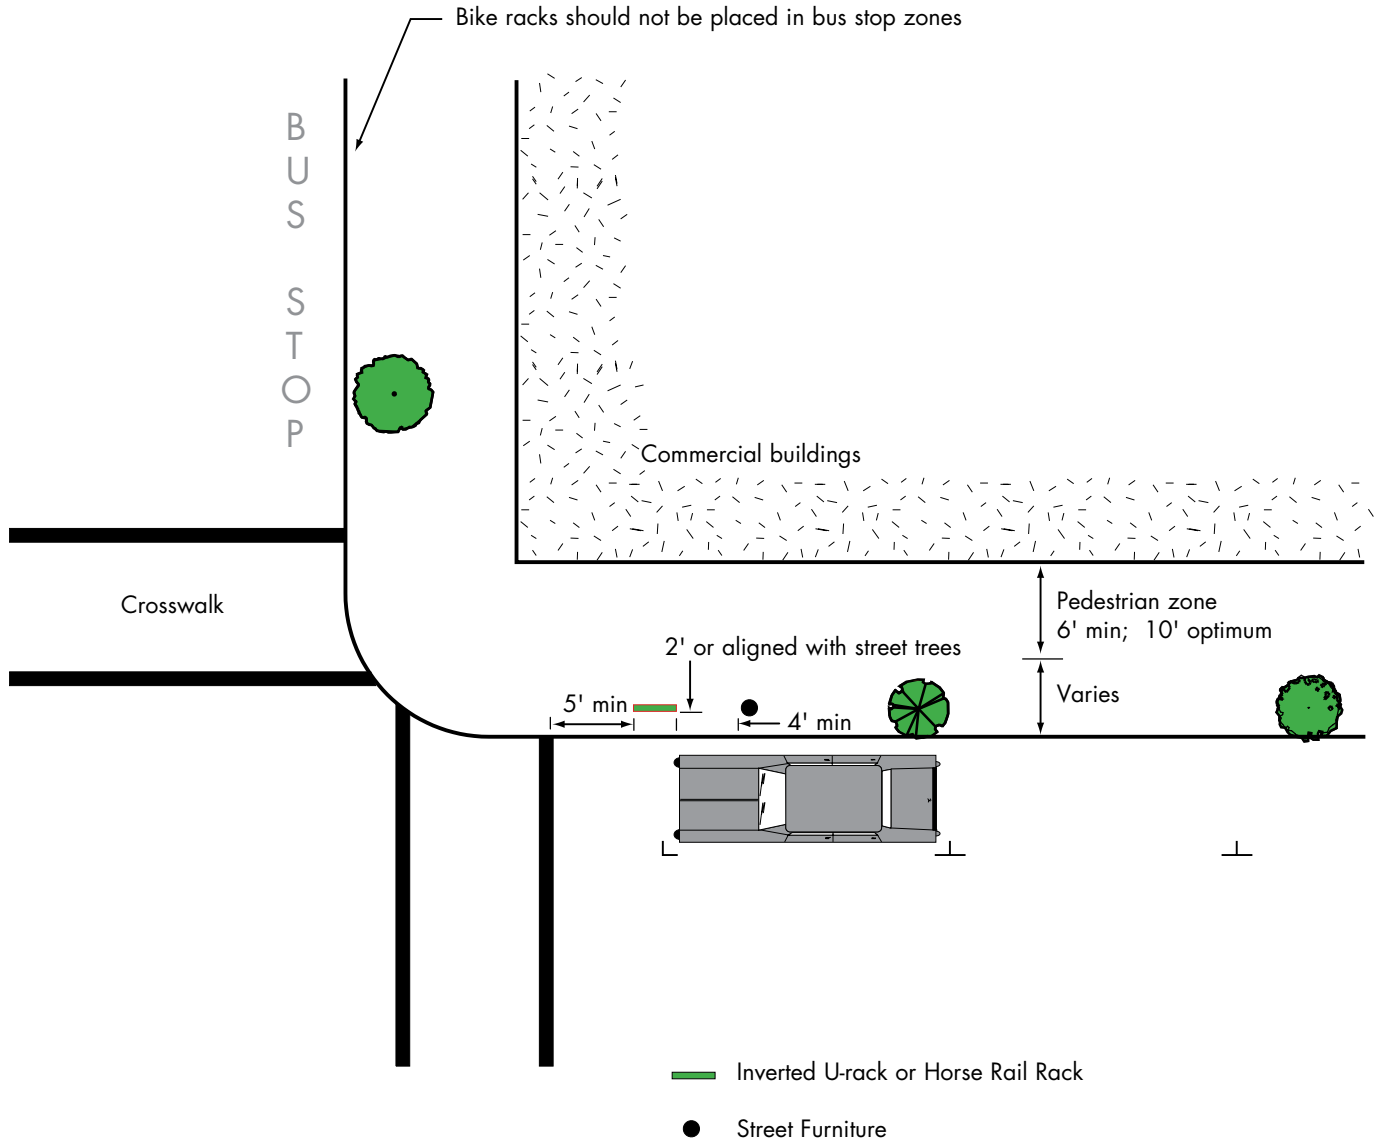 Bike racks should not be placed in bus stop zones
BUS STOP
Commercial buildings
Crosswalk
Pedestrian zone
6' min; 10' optimum
2' or aligned with street trees
Varies
5' min
4' min
Inverted U-rack or Horse Rail Rack
Street Furniture